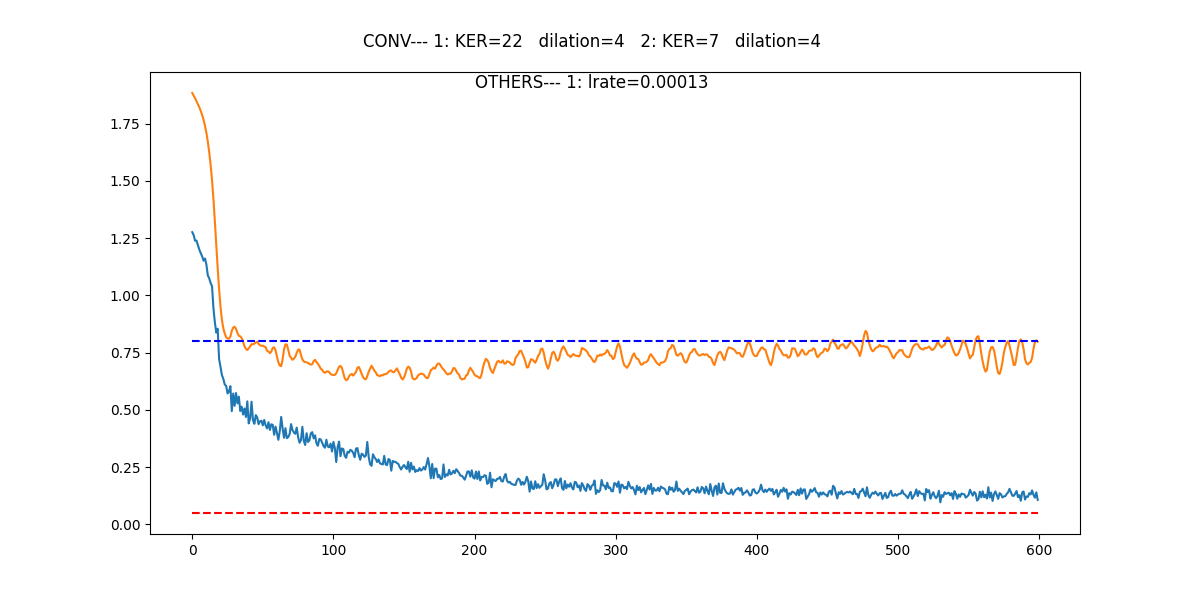 CONV--- 1: KER=22   dilation=4   2: KER=7   dilation=4
OTHERS--- 1: lrate=0.00013
1.75
1.50
1.25
1.00
0.75
0.50
0.25
0.00
0 100 200 300 400 500 600